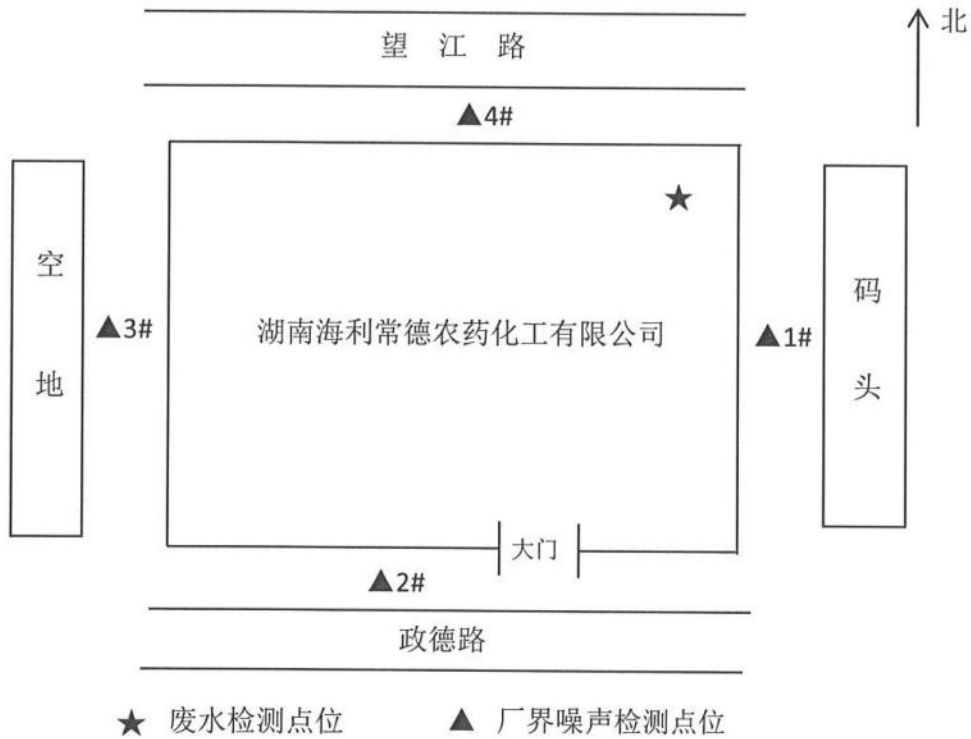 北
望江路
▲4#
空地
▲3#
湖南海利常德农药化工有限公司
▲1#
码头
大门
▲2#
政德路
★ 废水检测点位 ▲ 厂界噪声检测点位